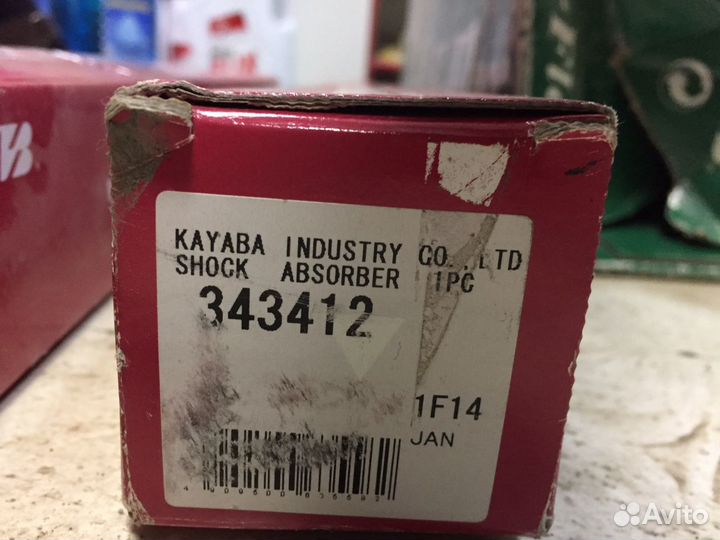 KAYABA INDUSTRY CO.,LTD
SHOCK ABSORBER 1PC
343412
1F14
JAN
Avito